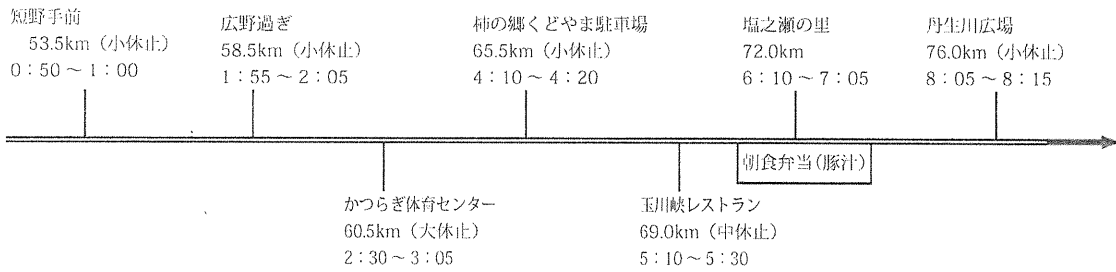 短野手前
53.5km（小休止）
0：50～1：00
広野過ぎ
58.5km（小休止）
1：55～2：05
柿の郷くどやま駐車場
65.5km（小休止）
4：10～4：20
塩之瀬の里
72.0km
6：10～7：05
丹生川広場
76.0km（小休止）
8：05～8：15
朝食弁当（豚汁）
かつらぎ体育センター
60.5km（大休止）
2：30～3：05
玉川峡レストラン
69.0km（中休止）
5：10～5：30